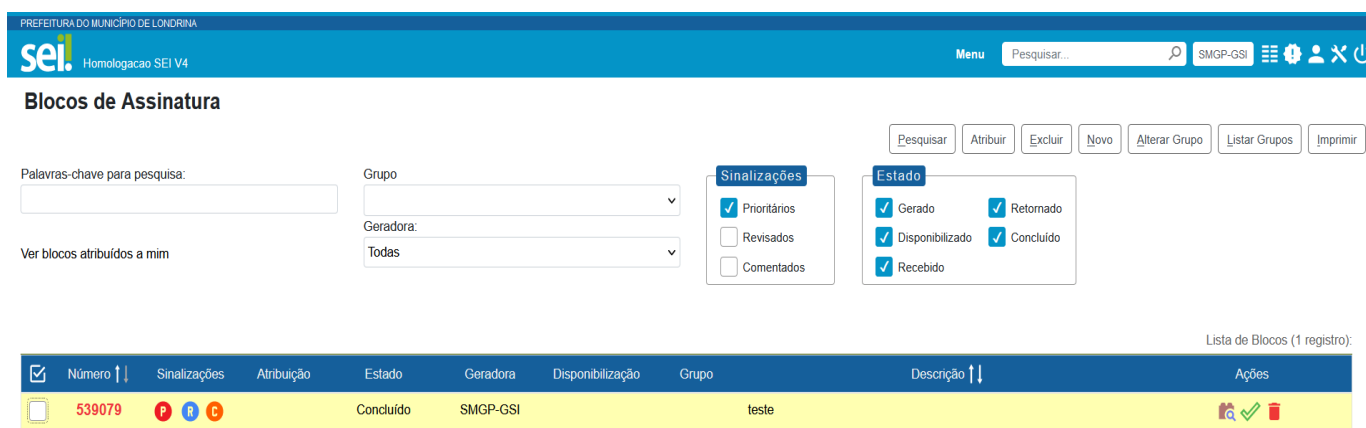 PREFEITURA DO MUNICÍPIO DE LONDRINA
sei! Homologacao SEI V4 Menu Pesquisar... SMGP-GSI
Blocos de Assinatura
Pesquisar Atribuir Excluir Novo Alterar Grupo Listar Grupos Imprimir
Palavras-chave para pesquisa: Grupo Sinalizações Estado
Prioritários Gerado Retornado
Geradora:
Revisados Disponibilizado Concluído
Ver blocos atribuídos a mim Todas
Comentados Recebido
Lista de Blocos (1 registro):
Número Sinalizações Atribuição Estado Geradora Disponibilização Grupo Descrição Ações
539079 P R C Concluído SMGP-GSI teste